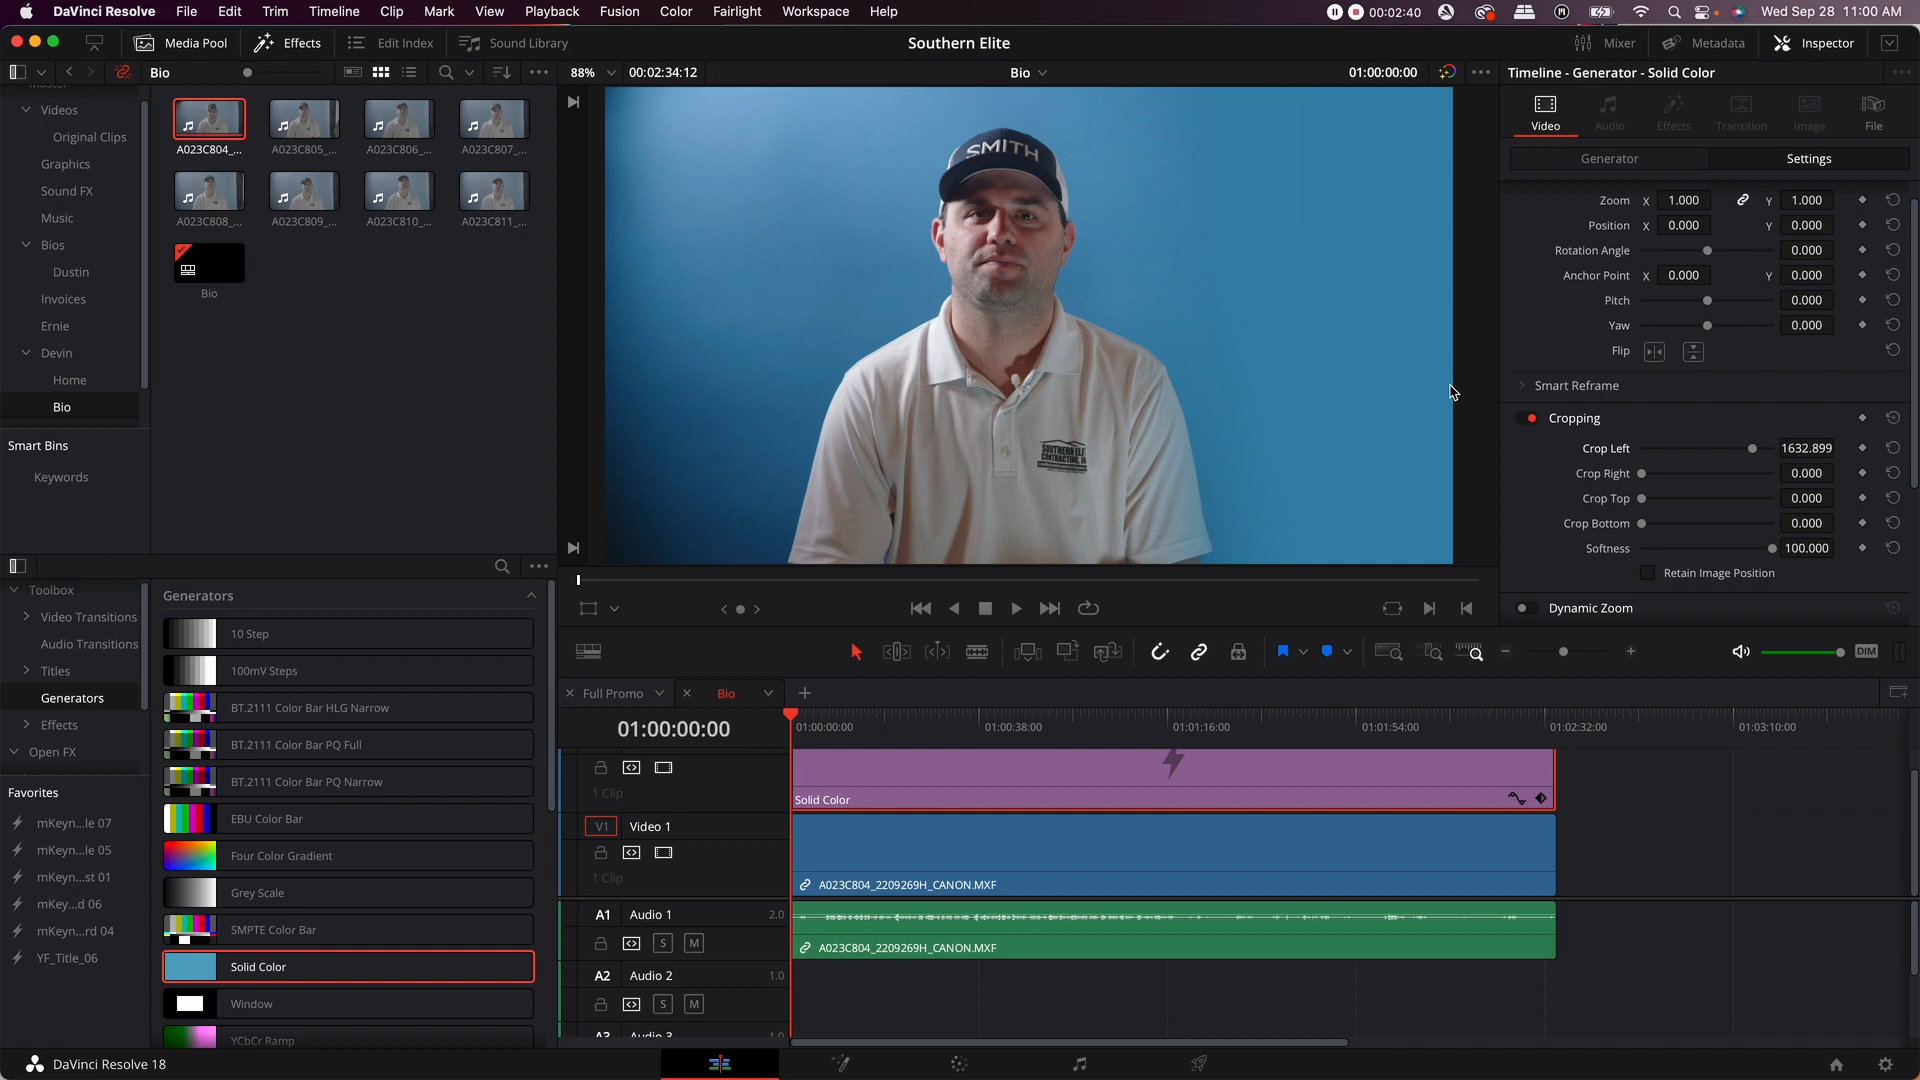 DaVinci Resolve File Edit Trim Timeline Clip Mark View Playback Fusion Color Fairlight Workspace Help 00:02:40 Wed Sep 28 11:00 AM
Media Pool Effects Edit Index Sound Library Southern Elite Mixer Metadata Inspector
Bio 88% 00:02:34:12 Bio 01:00:00:00 Timeline - Generator - Solid Color
Master
Videos
Original Clips
Graphics
Sound FX
Music
Bios
Dustin
Invoices
Ernie
Devin
Home
Bio
Smart Bins
Keywords
A023C804_... A023C805_... A023C806_... A023C807_...
A023C808_... A023C809_... A023C810_... A023C811_...
Bio
SMITH
SOUTHERN ELITE
CONTRACTING, INC
Video Audio Effects Transition Image File
Generator Settings
Zoom X 1.000 Y 1.000
Position X 0.000 Y 0.000
Rotation Angle 0.000
Anchor Point X 0.000 Y 0.000
Pitch 0.000
Yaw 0.000
Flip
Smart Reframe
Cropping
Crop Left 1632.899
Crop Right 0.000
Crop Top 0.000
Crop Bottom 0.000
Softness 100.000
Retain Image Position
Dynamic Zoom
Toolbox
Video Transitions
Audio Transitions
Titles
Generators
Effects
Open FX
Favorites
mKeyn...le 07
mKeyn...le 05
mKeyn...st 01
mKey...d 06
mKeyn...rd 04
YF_Title_06
Generators
10 Step
100mV Steps
BT.2111 Color Bar HLG Narrow
BT.2111 Color Bar PQ Full
BT.2111 Color Bar PQ Narrow
EBU Color Bar
Four Color Gradient
Grey Scale
SMPTE Color Bar
Solid Color
Window
YCbCr Ramp
DIM
Full Promo Bio
01:00:00:00 01:00:00:00 01:00:38:00 01:01:16:00 01:01:54:00 01:02:32:00 01:03:10:00
1 Clip
Solid Color
V1 Video 1
1 Clip
A023C804_2209269H_CANON.MXF
A1 Audio 1 2.0
S M
A023C804_2209269H_CANON.MXF
A2 Audio 2 1.0
S M
A3 Audio 3 1.0
DaVinci Resolve 18